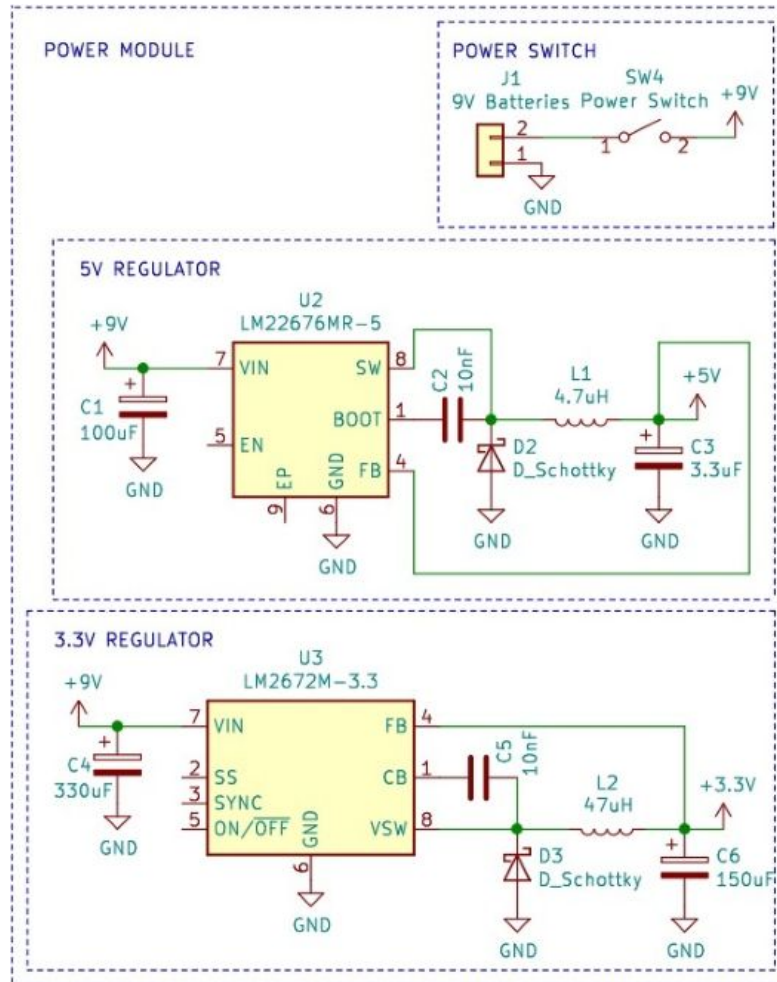 POWER MODULE
POWER SWITCH
J1
9V Batteries
SW4
Power Switch
+9V
2
1
1
2
GND
5V REGULATOR
U2
LM22676MR-5
+9V
7
VIN
SW
8
C2
10nF
L1
4.7uH
+5V
C1
100uF
+
BOOT
1
5
EN
EP
GND
FB
4
D2
D_Schottky
+
C3
3.3uF
GND
9
6
GND
GND
GND
3.3V REGULATOR
U3
LM2672M-3.3
+9V
7
VIN
FB
4
+
C4
330uF
2
SS
3
SYNC
5
ON/OFF
GND
CB
1
C5
10nF
VSW
8
L2
47uH
+3.3V
GND
6
GND
D3
D_Schottky
+
C6
150uF
GND
GND